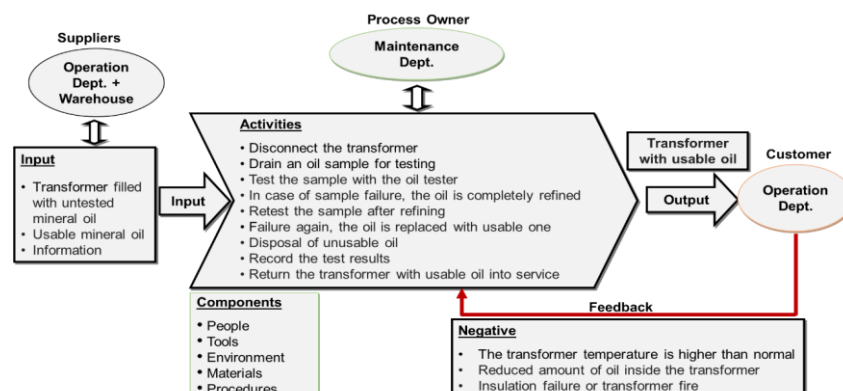 Process Owner
Maintenance
Dept.
Suppliers
Operation
Dept. +
Warehouse
Input
• Transformer filled
with untested
mineral oil
• Usable mineral oil
• Information
Input
Activities
• Disconnect the transformer
• Drain an oil sample for testing
• Test the sample with the oil tester
• In case of sample failure, the oil is completely refined
• Retest the sample after refining
• Failure again, the oil is replaced with usable one
• Disposal of unusable oil
• Record the test results
• Return the transformer with usable oil into service
Transformer
with usable oil
Output
Customer
Operation
Dept.
Feedback
Components
• People
• Tools
• Environment
• Materials
• Procedures
Negative
• The transformer temperature is higher than normal
• Reduced amount of oil inside the transformer
• Insulation failure or transformer fire